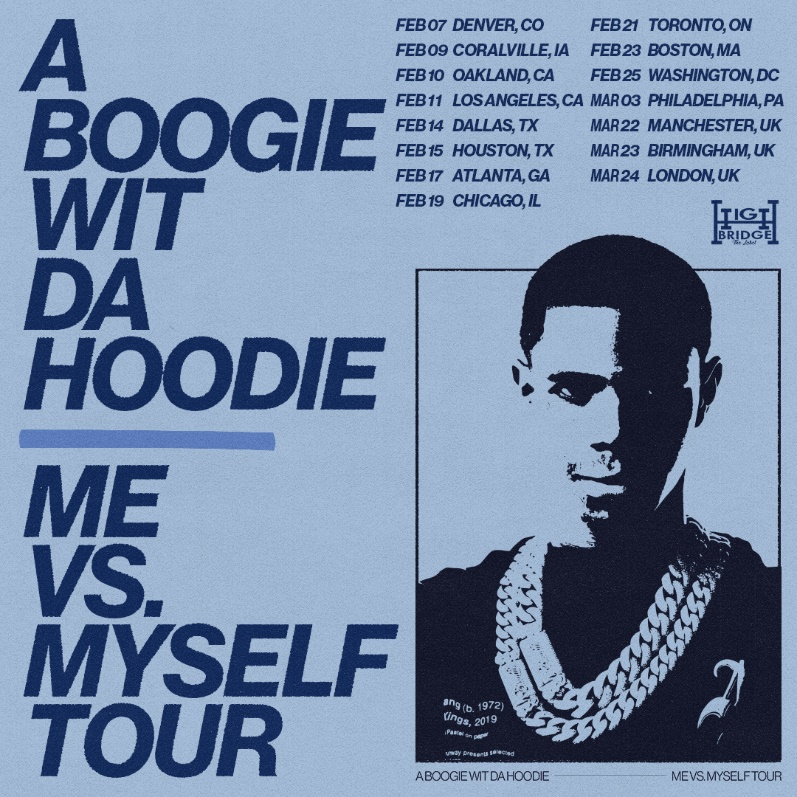 A
BOOGIE
WIT
DA
HOODIE
ME
VS.
MYSELF
TOUR
FEB 07 DENVER, CO
FEB 09 CORALVILLE, IA
FEB 10 OAKLAND, CA
FEB 11 LOS ANGELES, CA
FEB 14 DALLAS, TX
FEB 15 HOUSTON, TX
FEB 17 ATLANTA, GA
FEB 19 CHICAGO, IL
FEB 21 TORONTO, ON
FEB 23 BOSTON, MA
FEB 25 WASHINGTON, DC
MAR 03 PHILADELPHIA, PA
MAR 22 MANCHESTER, UK
MAR 23 BIRMINGHAM, UK
MAR 24 LONDON, UK
HIGH
BRIDGE
The Label
ang (b. 1972)
Kings, 2019
Pastel on paper
presents selected
A BOOGIE WIT DA HOODIE
ME VS. MYSELF TOUR